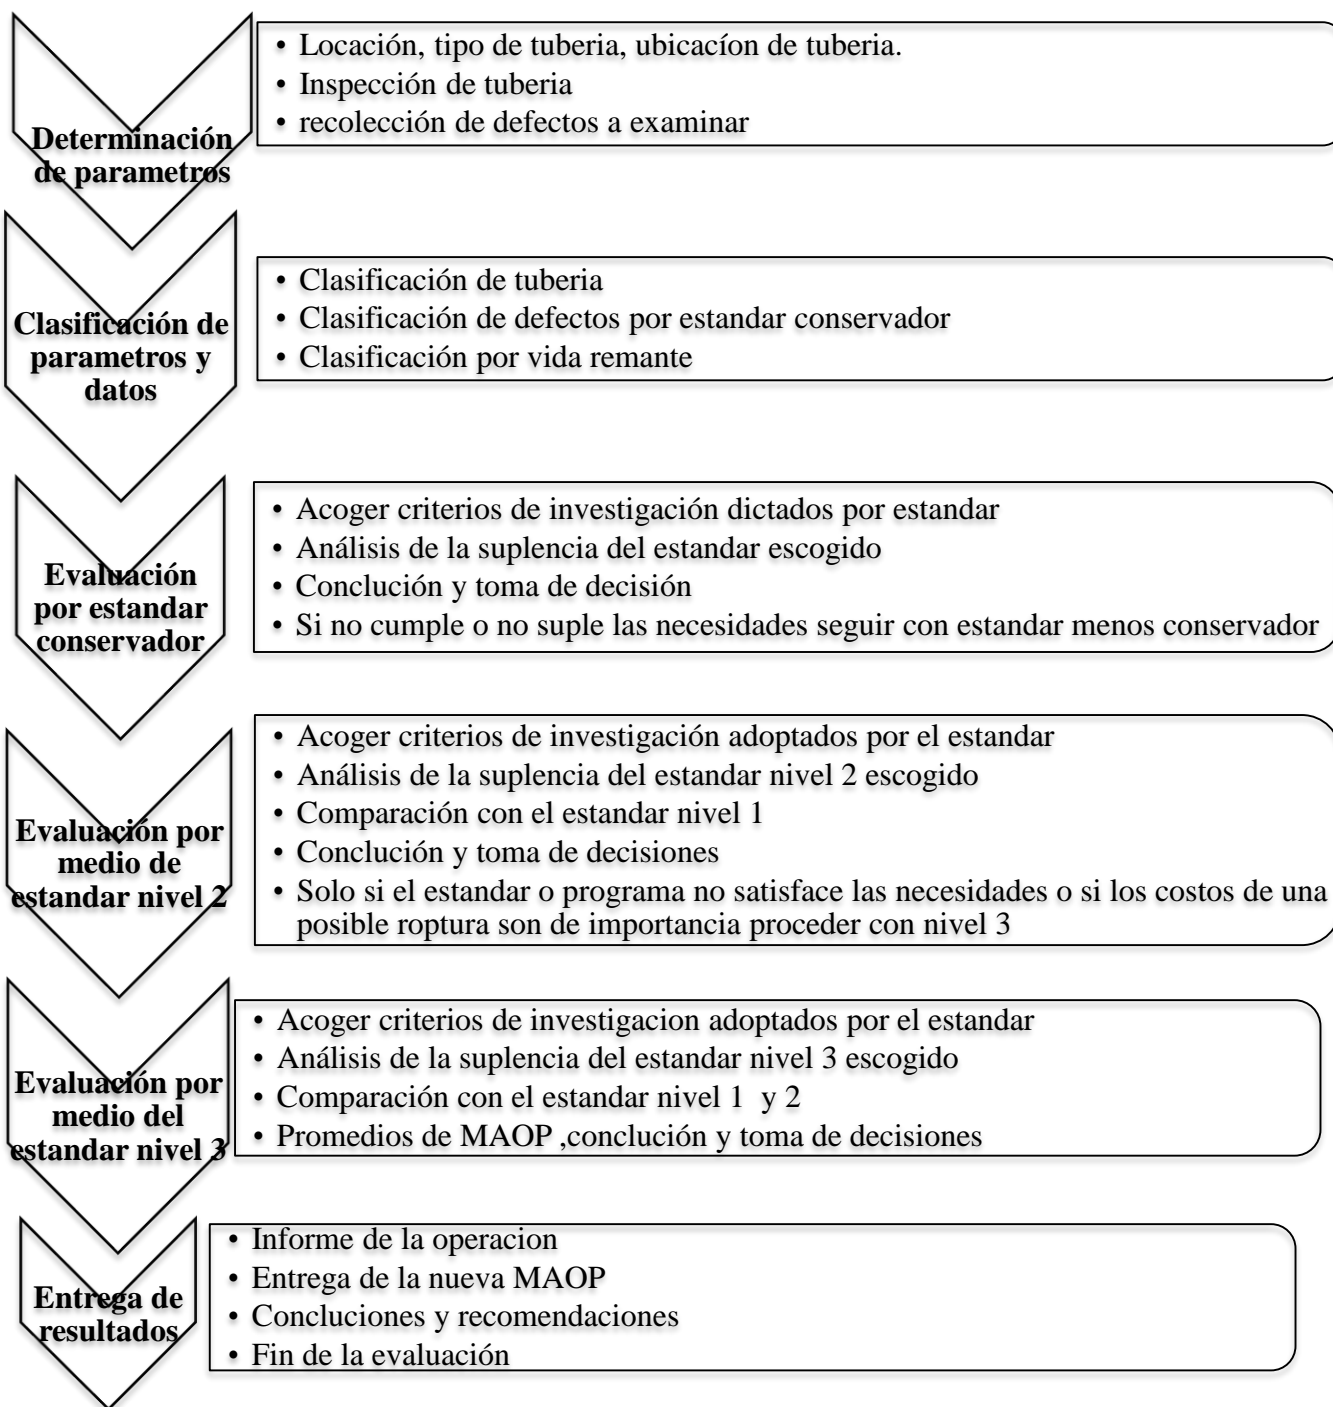 Determinación
de parametros
• Locación, tipo de tuberia, ubicacíon de tuberia.
• Inspección de tuberia
• recolección de defectos a examinar
Clasificación de
parametros y
datos
• Clasificación de tuberia
• Clasificación de defectos por estandar conservador
• Clasificación por vida remante
Evaluación
por estandar
conservador
• Acoger criterios de investigación dictados por estandar
• Análisis de la suplencia del estandar escogido
• Conclución y toma de decisión
• Si no cumple o no suple las necesidades seguir con estandar menos conservador
Evaluación por
medio de
estandar nivel 2
• Acoger criterios de investigación adoptados por el estandar
• Análisis de la suplencia del estandar nivel 2 escogido
• Comparación con el estandar nivel 1
• Conclución y toma de decisiones
• Solo si el estandar o programa no satisface las necesidades o si los costos de una
posible roptura son de importancia proceder con nivel 3
Evaluación por
medio del
estandar nivel 3
• Acoger criterios de investigacion adoptados por el estandar
• Análisis de la suplencia del estandar nivel 3 escogido
• Comparación con el estandar nivel 1 y 2
• Promedios de MAOP ,conclución y toma de decisiones
Entrega de
resultados
• Informe de la operacion
• Entrega de la nueva MAOP
• Concluciones y recomendaciones
• Fin de la evaluación